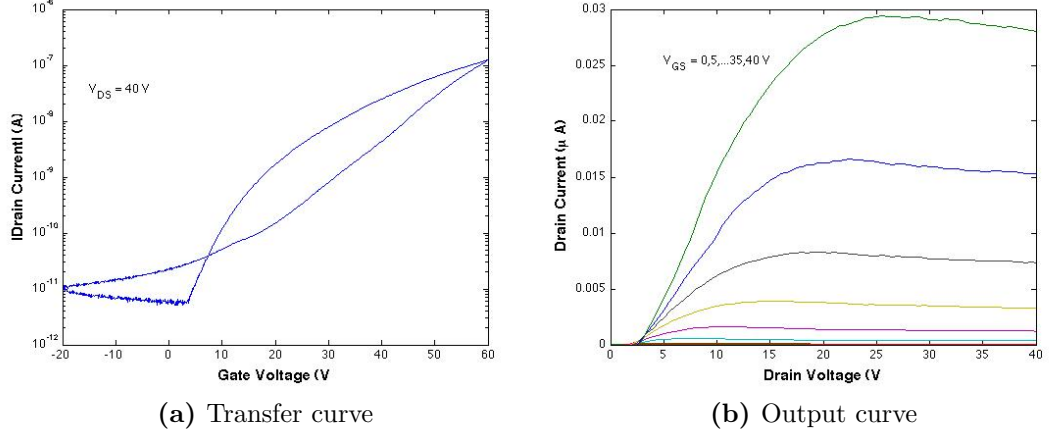 10⁻⁶
10⁻⁷
10⁻⁸
10⁻⁹
10⁻¹⁰
10⁻¹¹
10⁻¹²
|Drain Current| (A)
V_DS = 40 V
-20 -10 0 10 20 30 40 50 60
Gate Voltage (V
(a) Transfer curve
0.03
0.025
0.02
0.015
0.01
0.005
0
Drain Current (μ A)
V_GS = 0,5,...35,40 V
0 5 10 15 20 25 30 35 40
Drain Voltage (V
(b) Output curve